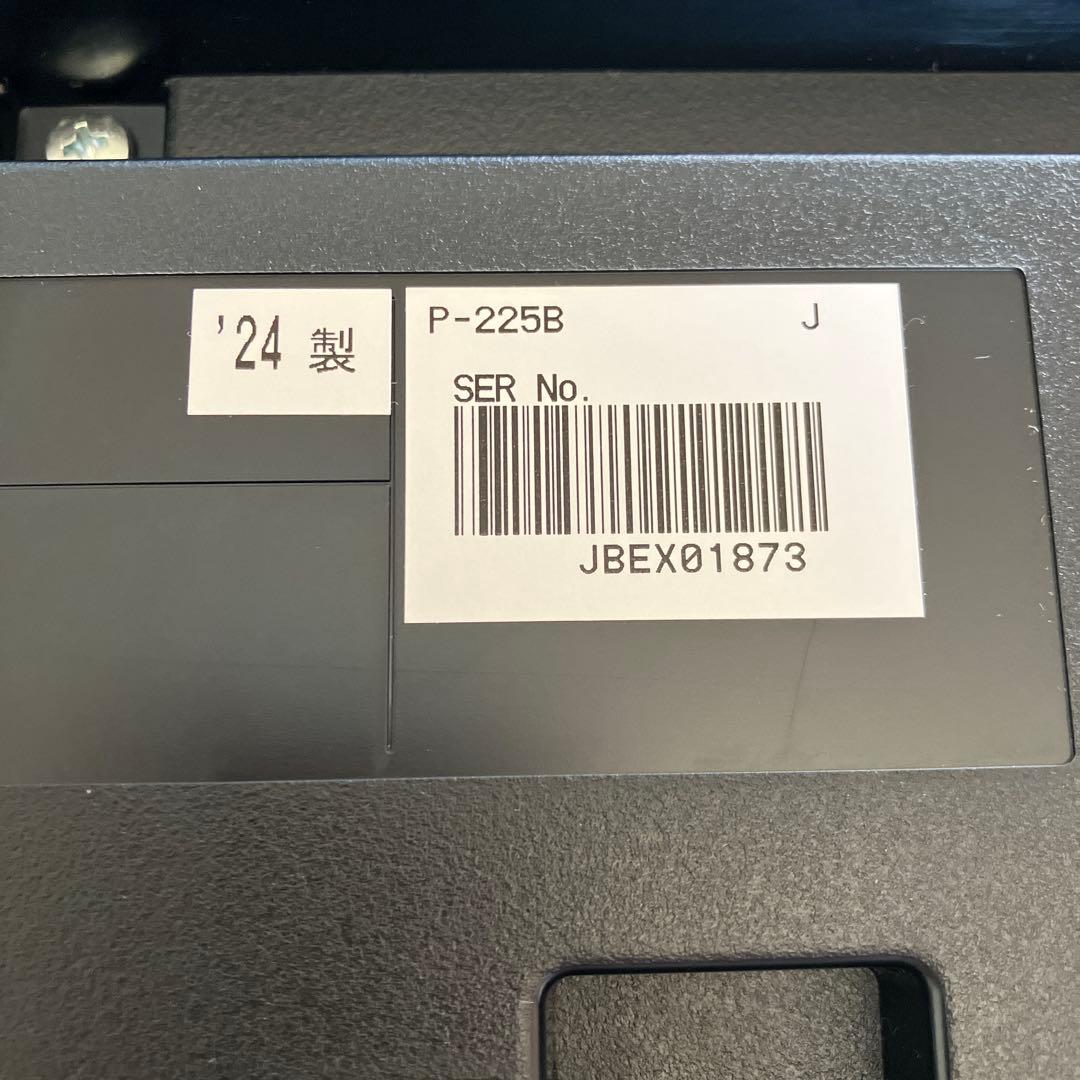 '24 製
P-225B J
SER No.
JBEX01873